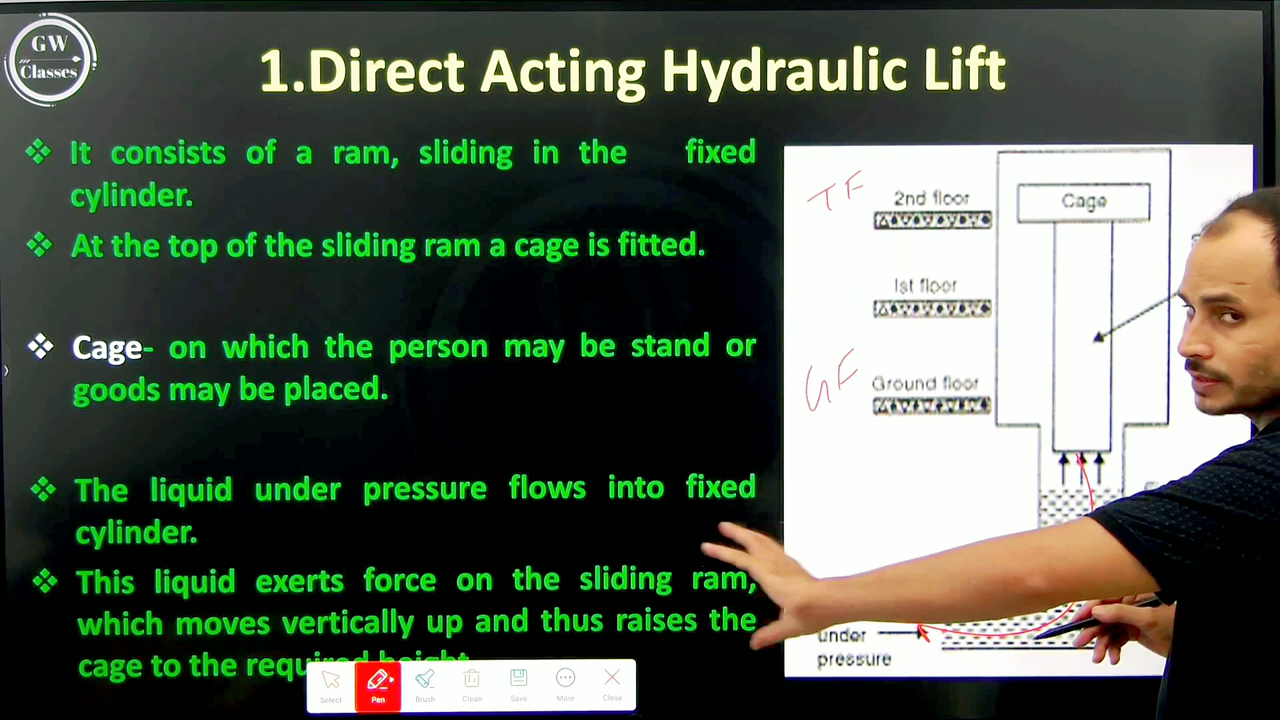 GW
Classes
1.Direct Acting Hydraulic Lift
❖ It consists of a ram, sliding in the fixed
cylinder.
❖ At the top of the sliding ram a cage is fitted.
❖ Cage- on which the person may be stand or
goods may be placed.
❖ The liquid under pressure flows into fixed
cylinder.
❖ This liquid exerts force on the sliding ram,
which moves vertically up and thus raises the
cage to the required height
TF
2nd floor
Cage
Ist floor
GF
Ground floor
under
pressure
Select
Pen
Brush
Clean
Save
More
Close